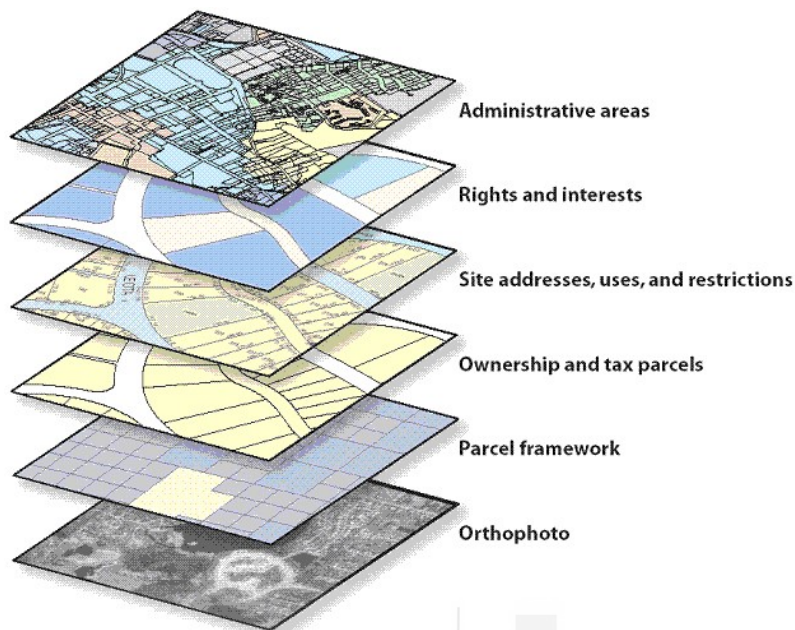 Administrative areas
Rights and interests
Site addresses, uses, and restrictions
Ownership and tax parcels
Parcel framework
Orthophoto